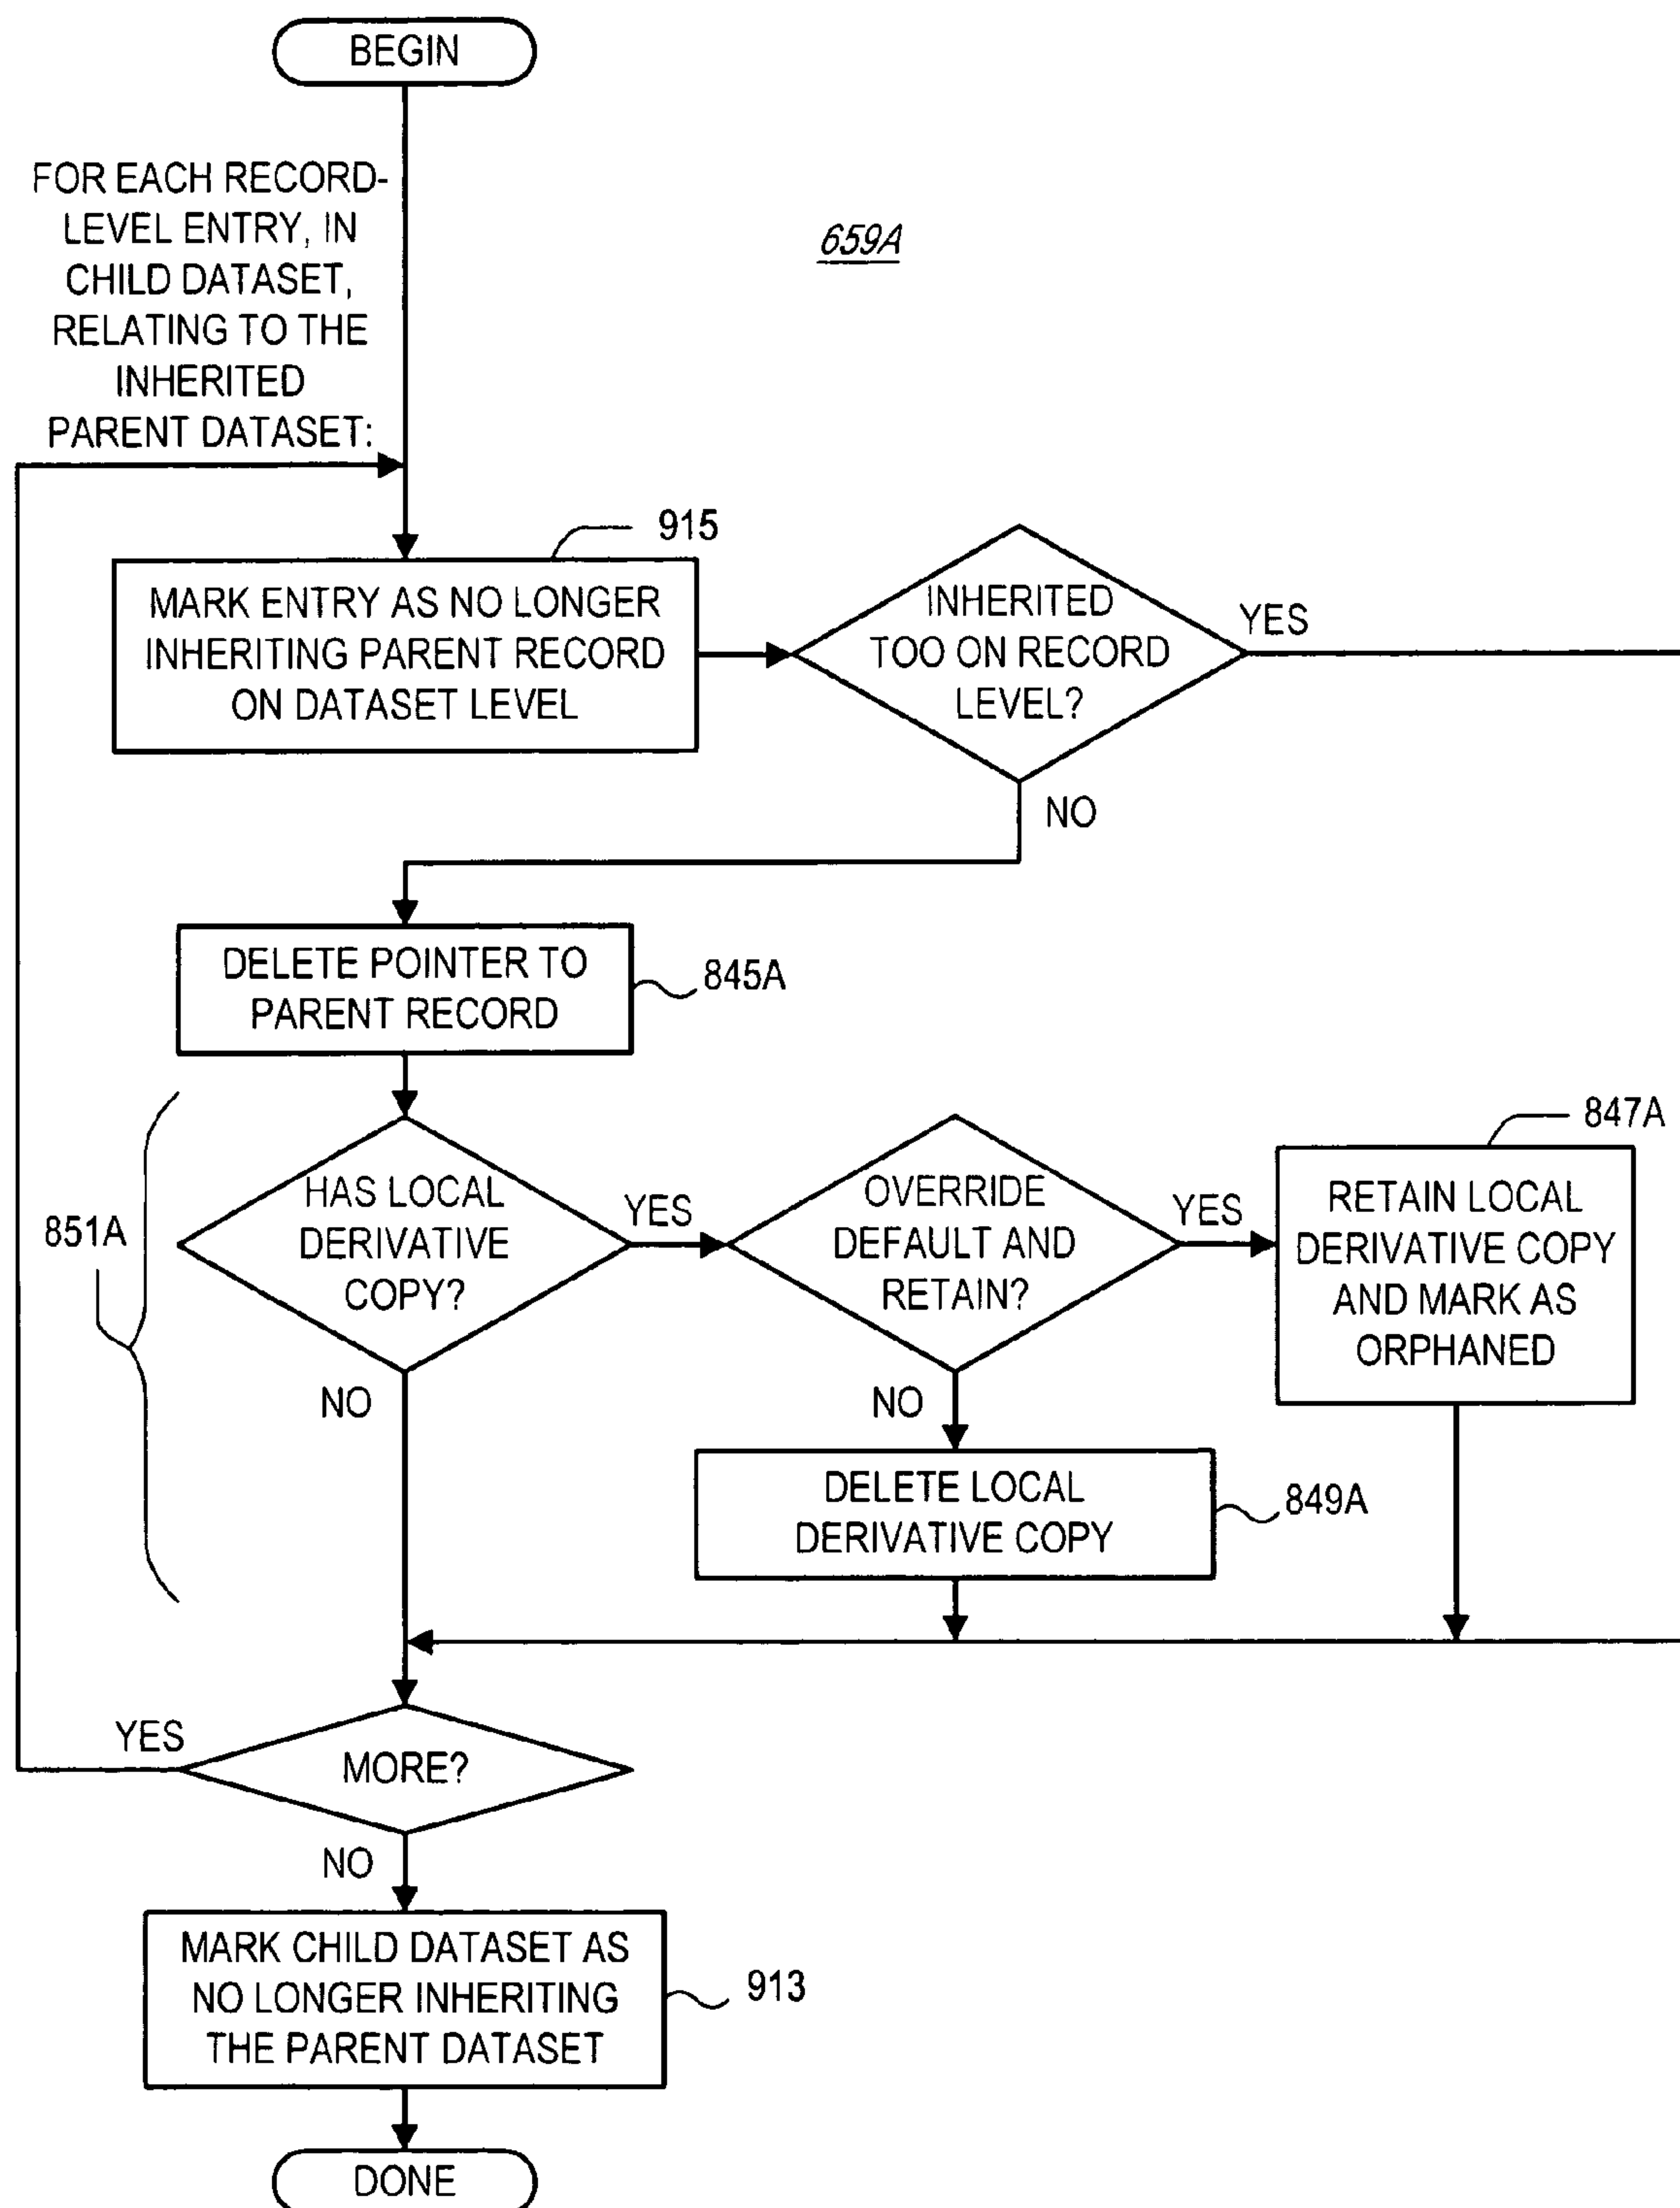 BEGIN
FOR EACH RECORD-
LEVEL ENTRY, IN
CHILD DATASET,
RELATING TO THE
INHERITED
PARENT DATASET:
659A
915
MARK ENTRY AS NO LONGER
INHERITING PARENT RECORD
ON DATASET LEVEL
INHERITED
TOO ON RECORD
LEVEL?
YES
NO
DELETE POINTER TO
PARENT RECORD
845A
851A
HAS LOCAL
DERIVATIVE
COPY?
YES
NO
OVERRIDE
DEFAULT AND
RETAIN?
YES
NO
847A
RETAIN LOCAL
DERIVATIVE COPY
AND MARK AS
ORPHANED
DELETE LOCAL
DERIVATIVE COPY
849A
YES
MORE?
NO
MARK CHILD DATASET AS
NO LONGER INHERITING
THE PARENT DATASET
913
DONE